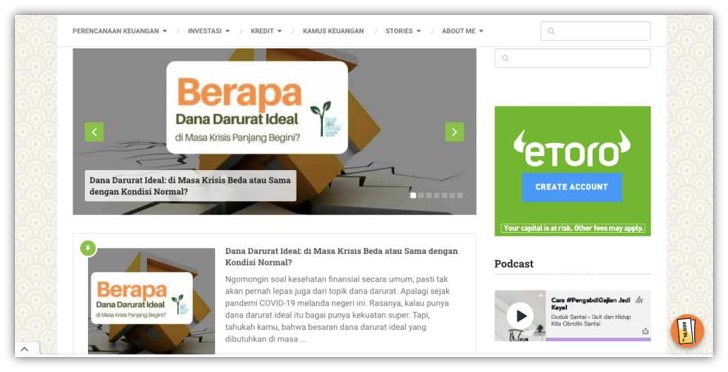 PERENCANAAN KEUANGAN / INVESTASI / KREDIT / KAMUS KEUANGAN / STORIES / ABOUT ME
Berapa
Dana Darurat Ideal
di Masa Krisis Panjang Begini?
Dana Darurat Ideal: di Masa Krisis Beda atau Sama
dengan Kondisi Normal?
eTORO
CREATE ACCOUNT
Your capital is at risk. Other fees may apply.
Dana Darurat Ideal: di Masa Krisis Beda atau Sama dengan
Kondisi Normal?
Berapa
Dana Darurat Ideal
di Masa Krisis Panjang Begini?
Ngomongin soal kesehatan finansial secara umum, pasti tak
akan pernah lepas juga dari topik dana darurat. Apalagi sejak
pandemi COVID-19 melanda negeri ini. Rasanya, kalau punya
dana darurat ideal itu bagai punya kekuatan super. Tapi,
tahukah kamu, bahwa besaran dana darurat ideal yang
dibutuhkan di masa ...
Podcast
Cara #PengabdiGajian Jadi
Kaya!
Duduk Santai – Duit dan Hidup
Kita Obrolin Santai